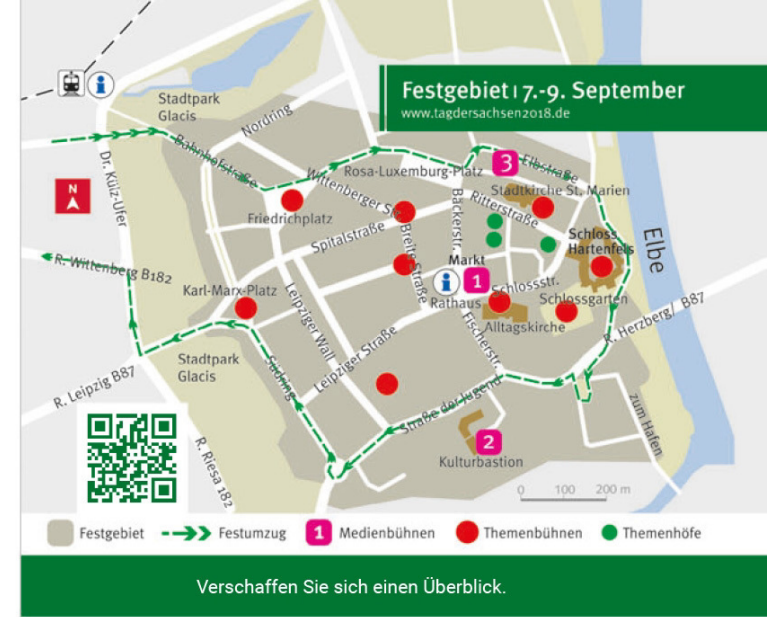 Festgebiet | 7.-9. September
www.tagdersachsen2018.de
Stadtpark
Glacis
Nordring
Bahnhofstraße
Dr. Külz-Ufer
N
Rosa-Luxemburg-Platz
3
Elbstraße
Wittenberger Str.
Stadtkirche St. Marien
Bäckerstr.
Ritterstraße
Friedrichplatz
Spitalstraße
Breite Straße
Schloss
Hartenfels
Elbe
Markt
R. Wittenberg B182
Karl-Marx-Platz
1
Schlossstr.
Rathaus
Schlossgarten
Leipziger Wall
Alltagskirche
Fischerstr.
R. Herzberg/ B87
Stadtpark
Glacis
Leipziger Straße
Südring
R. Leipzig B87
Straße der Jugend
zum Hafen
R. Riesa 182
2
Kulturbastion
0 100 200 m
Festgebiet Festumzug 1 Medienbühnen Themenbühnen Themenhöfe
Verschaffen Sie sich einen Überblick.